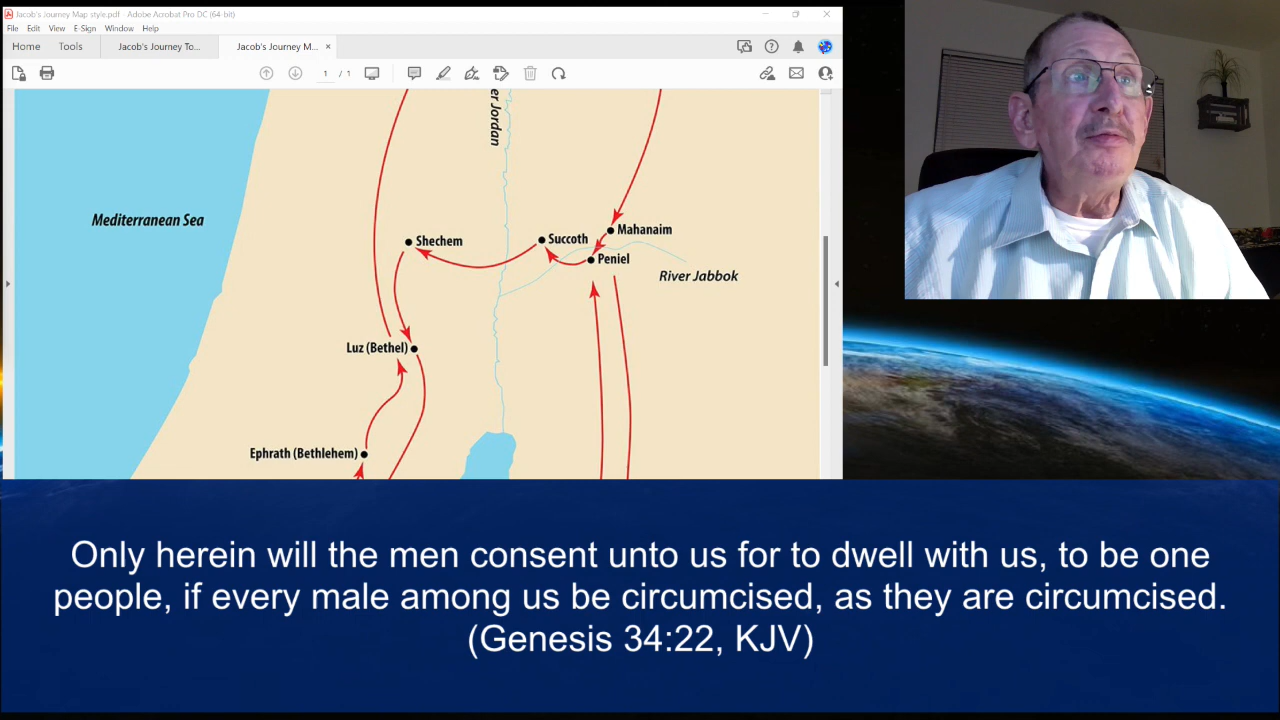 Jacob's Journey Map style.pdf - Adobe Acrobat Pro DC (64-bit)
File Edit View E-Sign Window Help
Home Tools Jacob's Journey To... Jacob's Journey M... ×
1 / 1
er Jordan
Mediterranean Sea
Mahanaim
Shechem
Succoth
Peniel
River Jabbok
Luz (Bethel)
Ephrath (Bethlehem)
Only herein will the men consent unto us for to dwell with us, to be one
people, if every male among us be circumcised, as they are circumcised.
(Genesis 34:22, KJV)